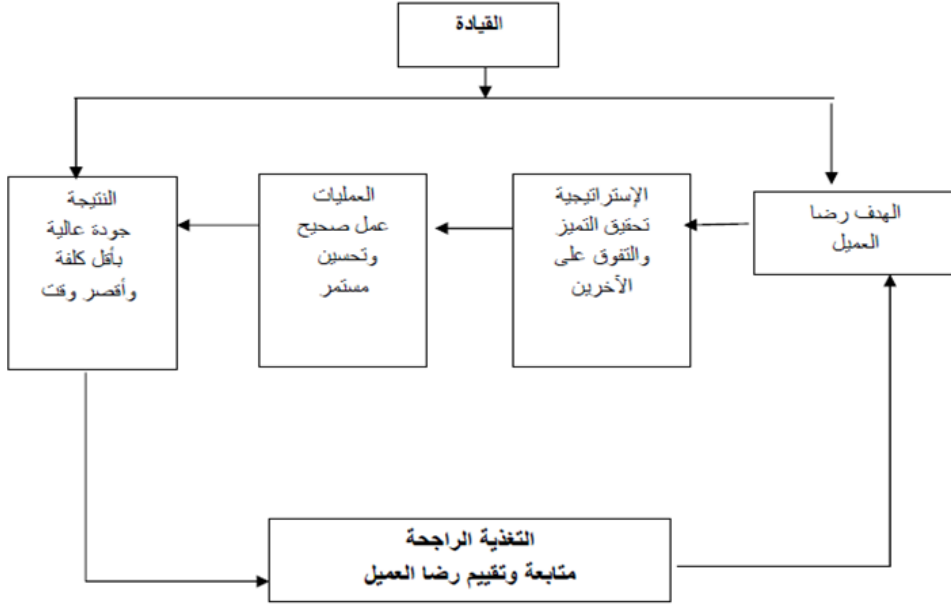 القيادة
الهدف رضا
العميل
الإستراتيجية
تحقيق التميز
والتفوق على
الآخرين
العمليات
عمل صحيح
وتحسين
مستمر
النتيجة
جودة عالية
بأقل كلفة
وأقصر وقت
التغذية الراجحة
متابعة وتقييم رضا العميل